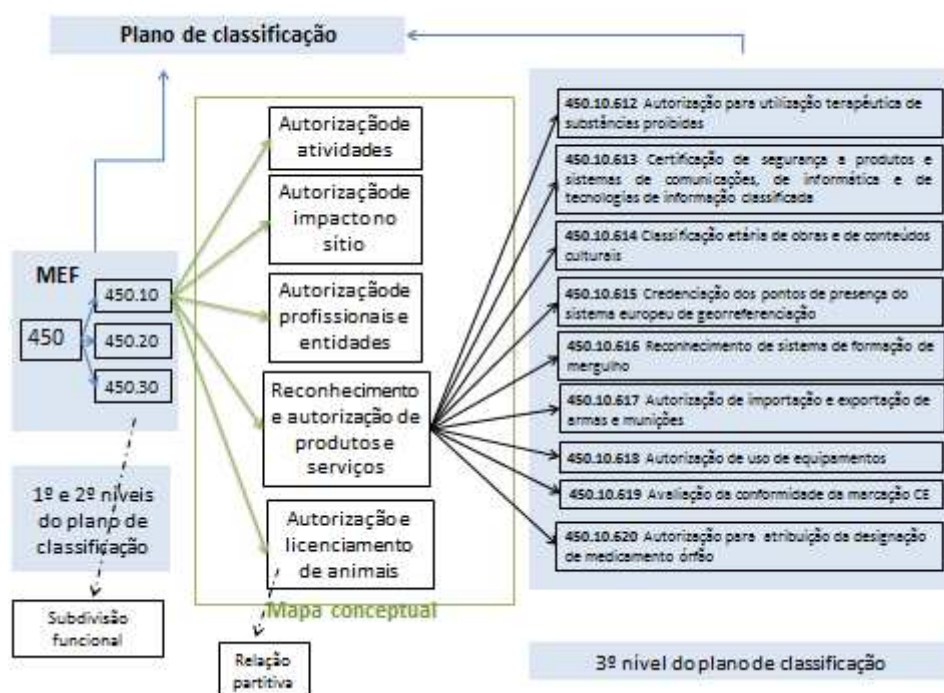 Plano de classificação
MEF
450
450.10
450.20
450.30
1º e 2º níveis
do plano de
classificação
Subdivisão
funcional
Autorizaçãode
atividades
Autorizaçãode
impacto no
sítio
Autorizaçãode
profissionais e
entidades
Reconhecimento
e autorização de
produtos e
serviços
Autorização e
licenciamento
de animais
Mapa conceptual
Relação
partitiva
450.10.612 Autorização para utilização terapêutica de
substâncias proibidas
450.10.613 Certificação de segurança a produtos e
sistemas de comunicações, de informática e de
tecnologias de informação classificada
450.10.614 Classificação etária de obras e de conteúdos
culturais
450.10.615 Credenciação dos pontos de presença do
sistema europeu de georreferenciação
450.10.616 Reconhecimento de sistema de formação de
mergulho
450.10.617 Autorização de importação e exportação de
armas e munições
450.10.618 Autorização de uso de equipamentos
450.10.619 Avaliação da conformidade da marcação CE
450.10.620 Autorização para atribuição da designação
de medicamento órfão
3º nível do plano de classificação